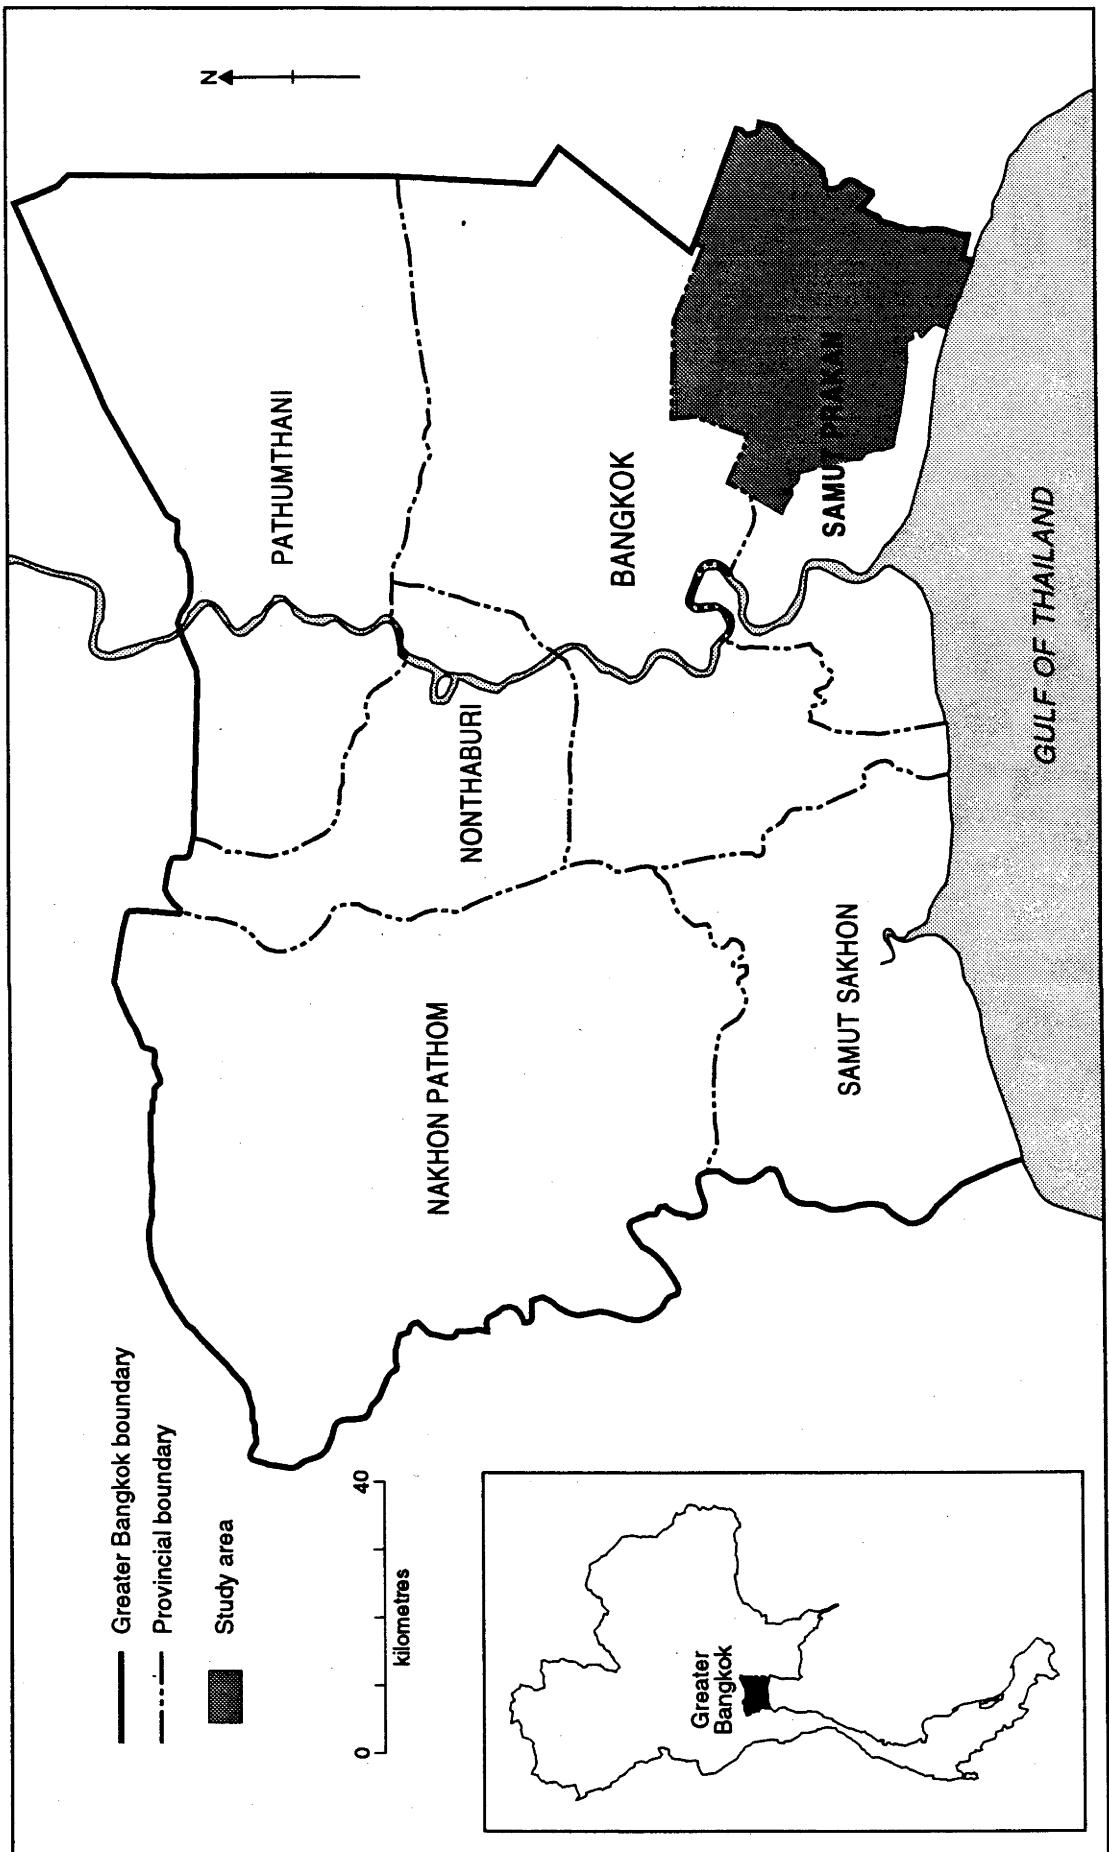 N
PATHUMTHANI
BANGKOK
SAMUT PRAKAN
NONTHABURI
NAKHON PATHOM
SAMUT SAKHON
GULF OF THAILAND
Greater Bangkok boundary
Provincial boundary
Study area
0
40
kilometres
Greater
Bangkok